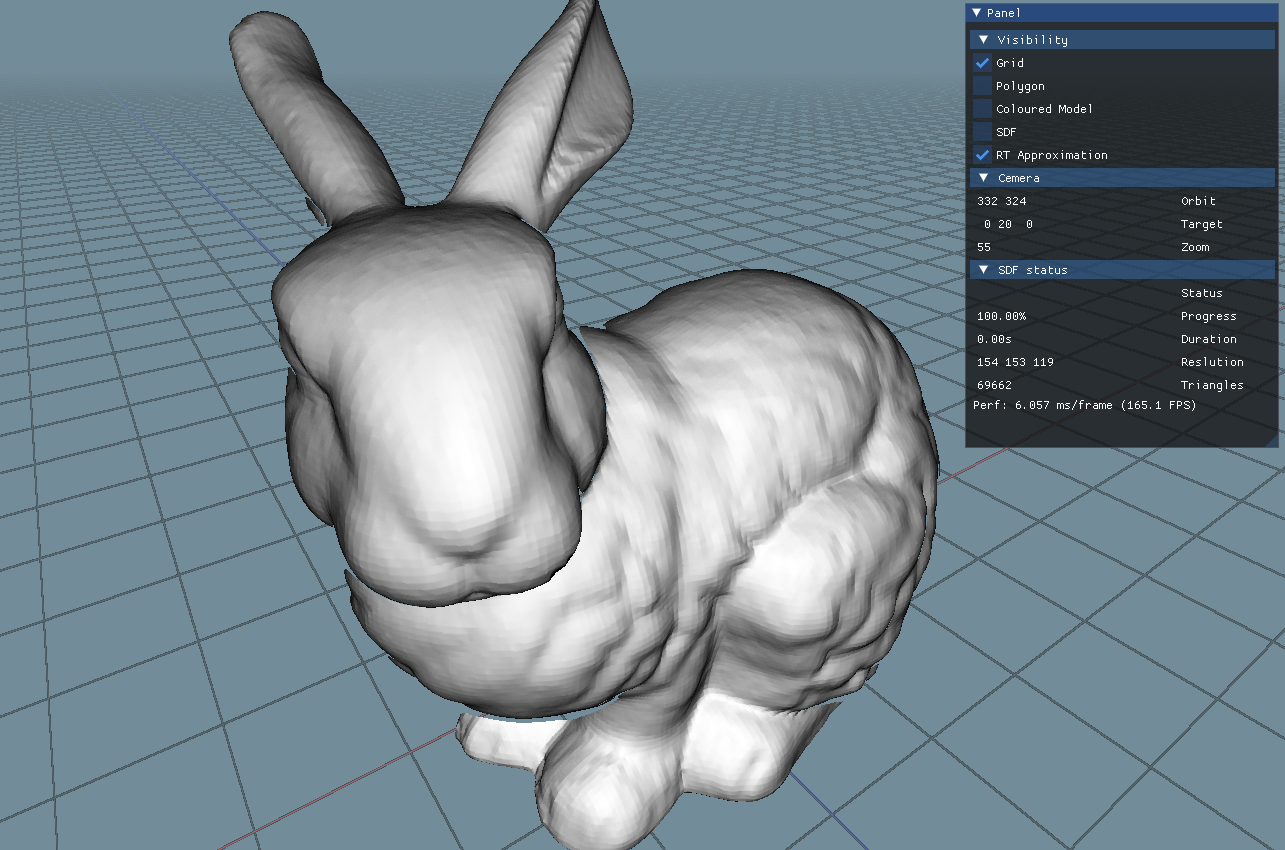 Panel
Visibility
Grid
Polygon
Coloured Model
SDF
RT Approximation
Cemera
332 324 Orbit
0 20 0 Target
55 Zoom
SDF status
Status
100.00% Progress
0.00s Duration
154 153 119 Reslution
69662 Triangles
Perf: 6.057 ms/frame (165.1 FPS)